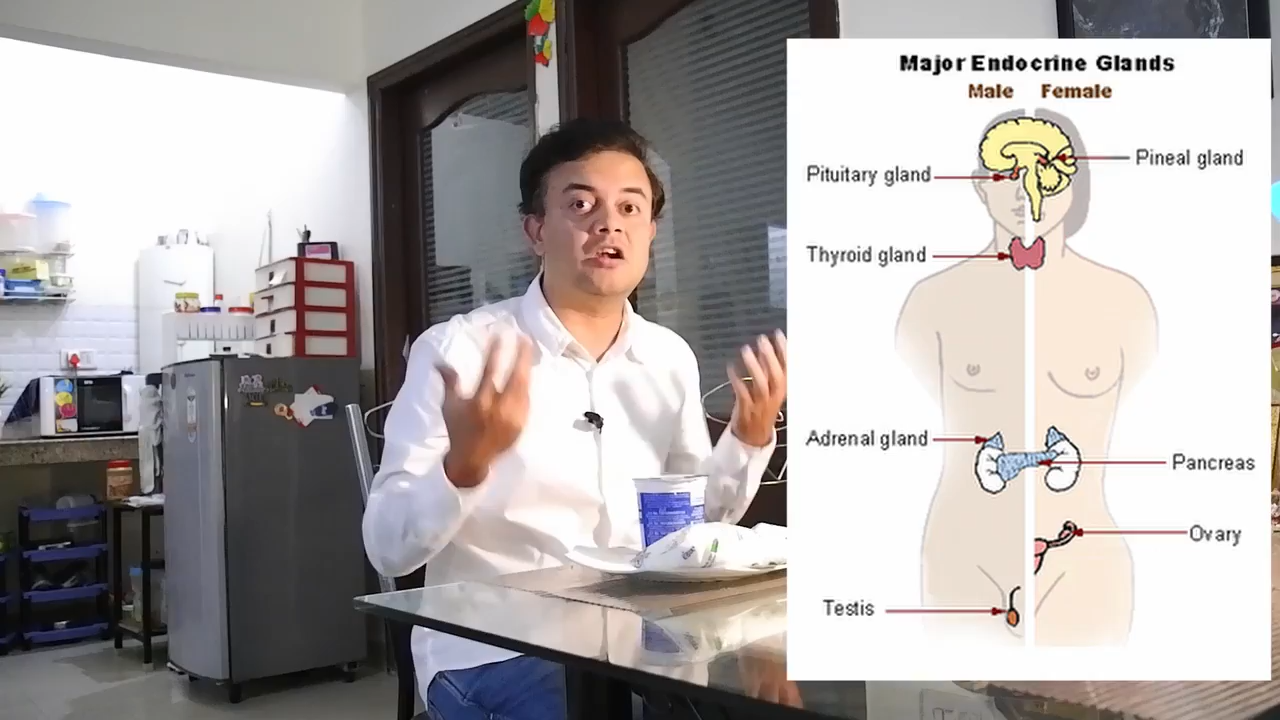 Major Endocrine Glands
Male Female
Pineal gland
Pituitary gland
Thyroid gland
Adrenal gland
Pancreas
Ovary
Testis